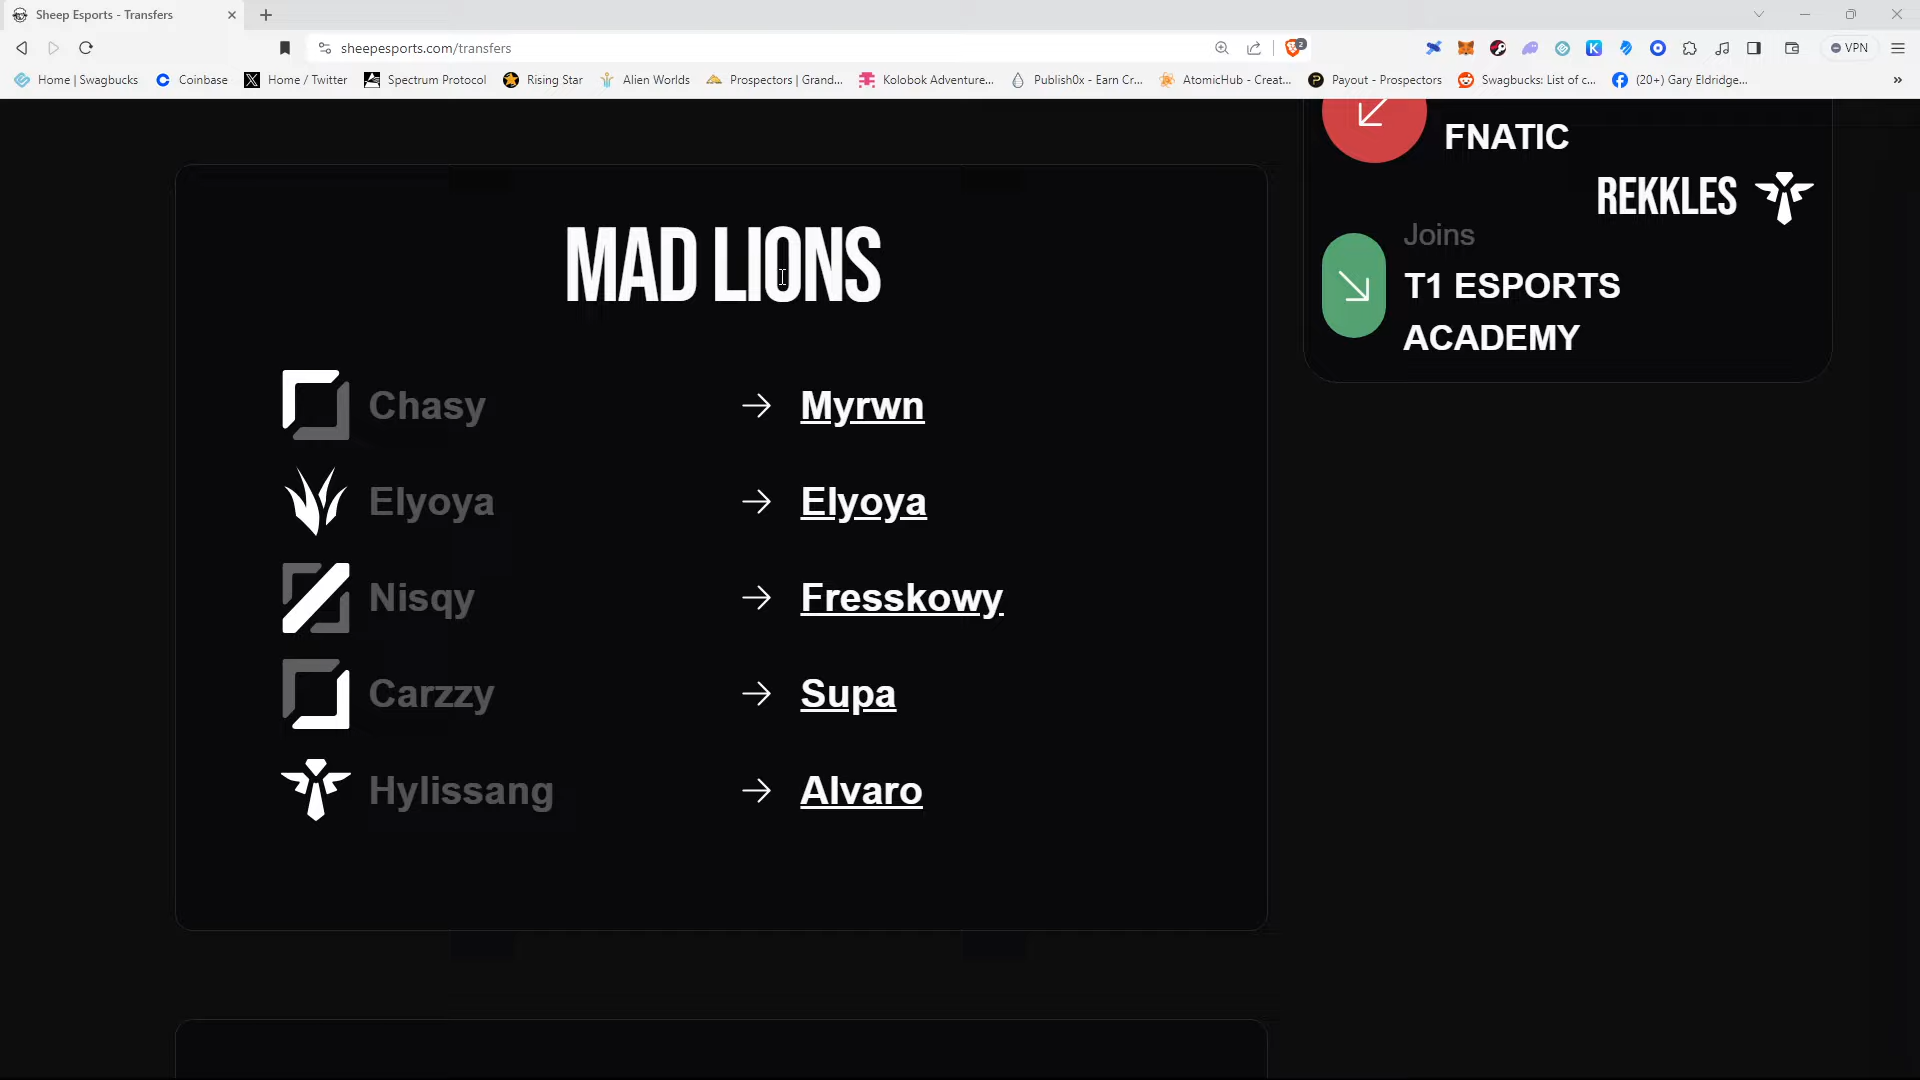 Sheep Esports - Transfers
sheepesports.com/transfers
2
VPN
Home | Swagbucks
Coinbase
Home / Twitter
Spectrum Protocol
Rising Star
Alien Worlds
Prospectors | Grand...
Kolobok Adventure...
Publish0x - Earn Cr...
AtomicHub - Creat...
Payout - Prospectors
Swagbucks: List of c...
(20+) Gary Eldridge...
»
MAD LIONS
Chasy → Myrwn
Elyoya → Elyoya
Nisqy → Fresskowy
Carzzy → Supa
Hylissang → Alvaro
FNATIC
REKKLES
Joins
T1 ESPORTS
ACADEMY